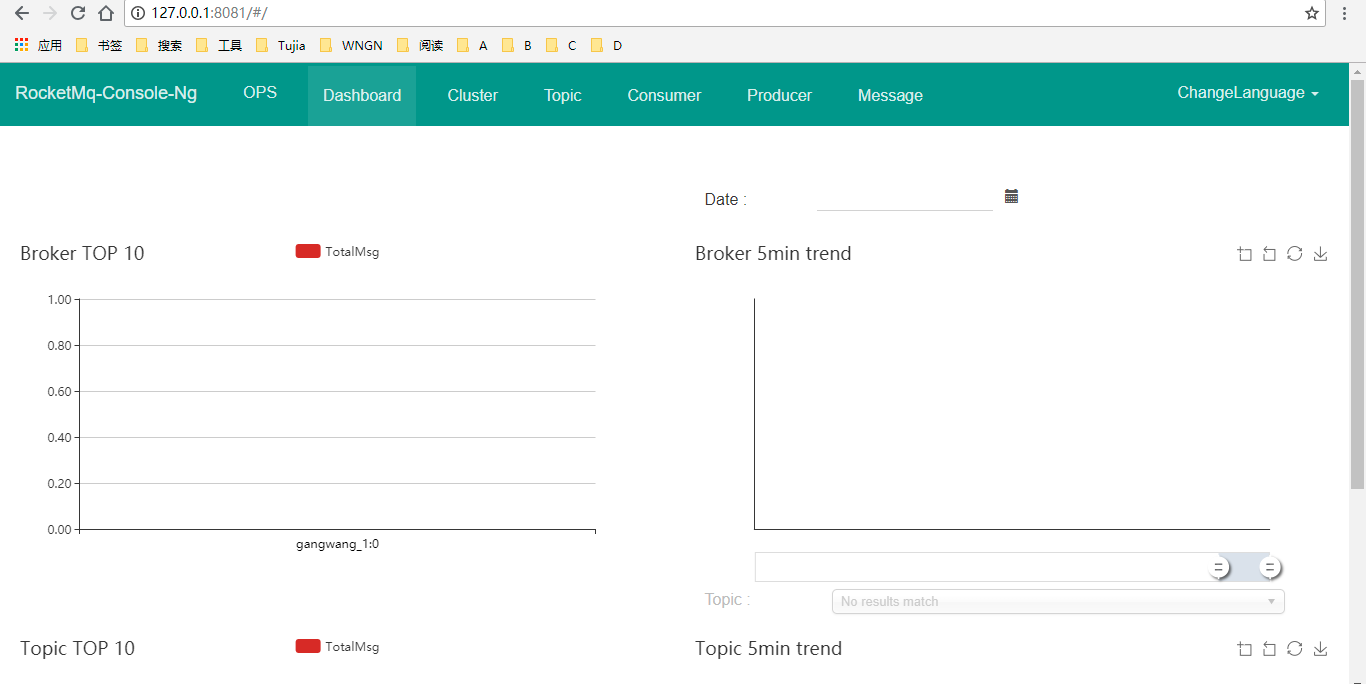 127.0.0.1:8081/#/
应用 书签 搜索 工具 Tujia WNGN 阅读 A B C D
RocketMq-Console-Ng OPS Dashboard Cluster Topic Consumer Producer Message ChangeLanguage
Date :
Broker TOP 10 TotalMsg
Broker 5min trend
1.00
0.80
0.60
0.40
0.20
0.00
gangwang_1:0
Topic : No results match
Topic TOP 10 TotalMsg
Topic 5min trend